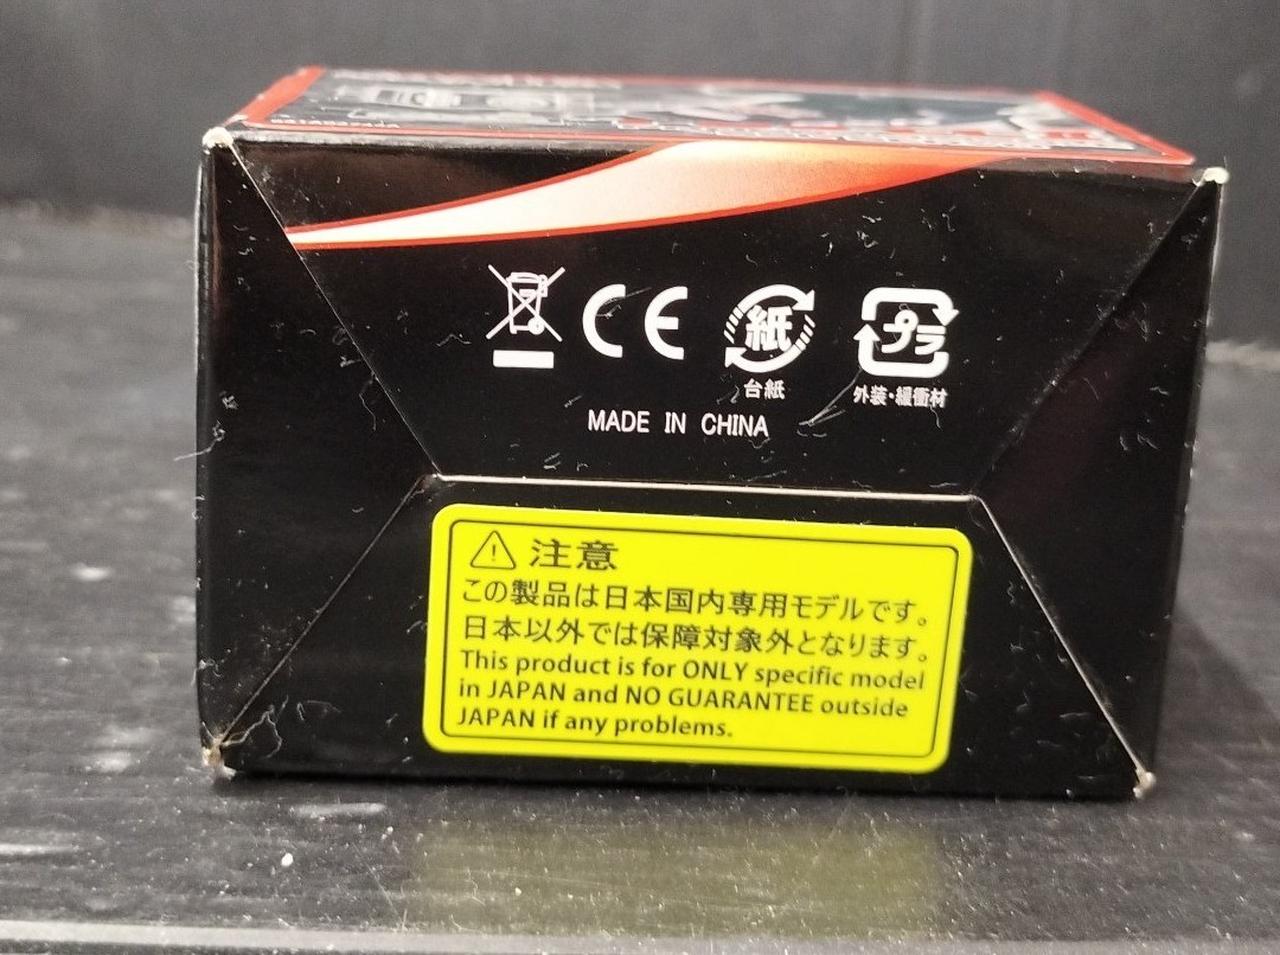 CE
紙
プラ
台紙
外装・緩衝材
MADE IN CHINA
注意
この製品は日本国内専用モデルです。
日本以外では保障対象外となります。
This product is for ONLY specific model
in JAPAN and NO GUARANTEE outside
JAPAN if any problems.